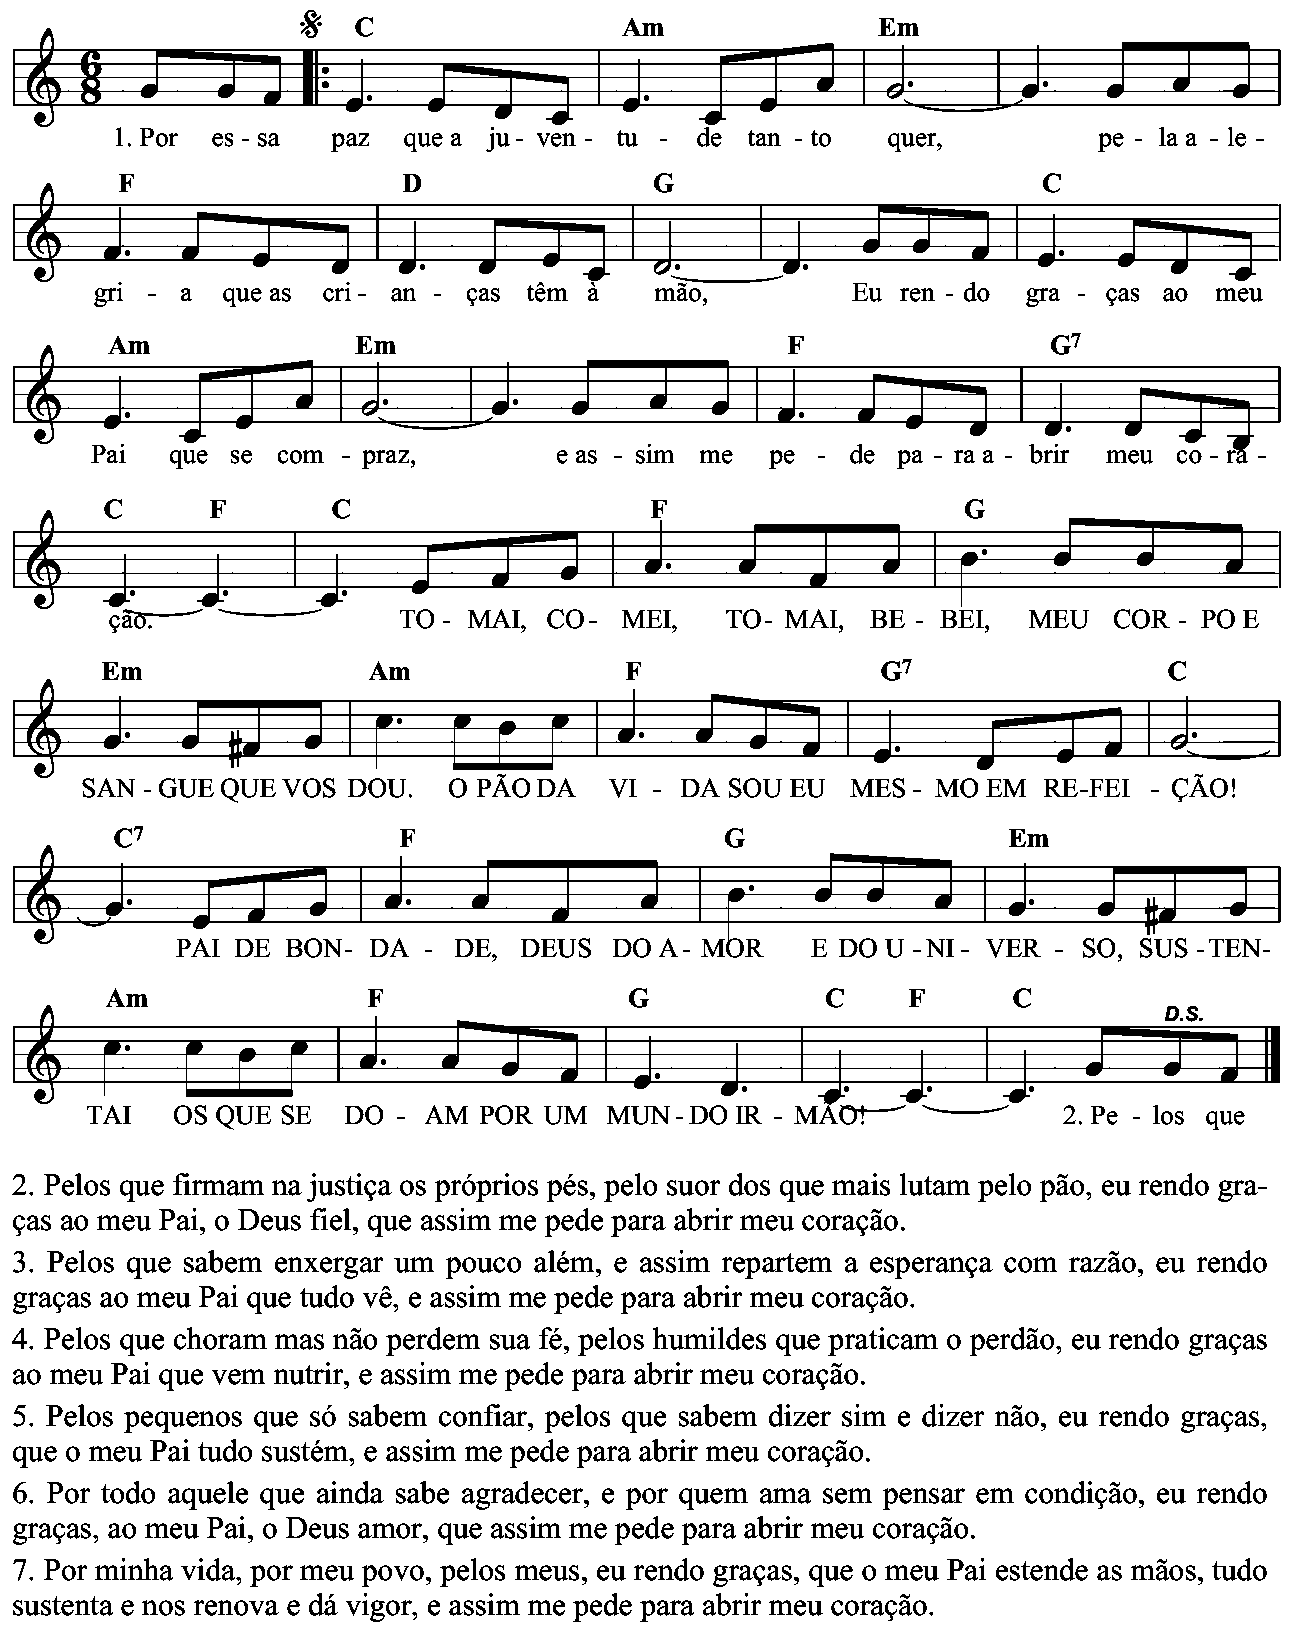 C Am Em
6
8
1. Por es - sa paz que a ju - ven - tu - de tan - to quer, pe - la a - le -
F D G C
gri - a que as cri - an - ças têm à mão, Eu ren - do gra - ças ao meu
Am Em F G7
Pai que se com - praz, e as - sim me pe - de pa - ra a - brir meu co - ra -
C F C F G
ção. TO - MAI, CO - MEI, TO - MAI, BE - BEI, MEU COR - PO E
Em Am F G7 C
SAN - GUE QUE VOS DOU. O PÃO DA VI - DA SOU EU MES - MO EM RE - FEI - ÇÃO!
C7 F G Em
PAI DE BON - DA - DE, DEUS DO A - MOR E DO U - NI - VER - SO, SUS - TEN -
Am F G C F C
D.S.
TAI OS QUE SE DO - AM POR UM MUN - DO IR - MÃO! 2. Pe - los que
2. Pelos que firmam na justiça os próprios pés, pelo suor dos que mais lutam pelo pão, eu rendo gra-
ças ao meu Pai, o Deus fiel, que assim me pede para abrir meu coração.
3. Pelos que sabem enxergar um pouco além, e assim repartem a esperança com razão, eu rendo
graças ao meu Pai que tudo vê, e assim me pede para abrir meu coração.
4. Pelos que choram mas não perdem sua fé, pelos humildes que praticam o perdão, eu rendo graças
ao meu Pai que vem nutrir, e assim me pede para abrir meu coração.
5. Pelos pequenos que só sabem confiar, pelos que sabem dizer sim e dizer não, eu rendo graças,
que o meu Pai tudo sustém, e assim me pede para abrir meu coração.
6. Por todo aquele que ainda sabe agradecer, e por quem ama sem pensar em condição, eu rendo
graças, ao meu Pai, o Deus amor, que assim me pede para abrir meu coração.
7. Por minha vida, por meu povo, pelos meus, eu rendo graças, que o meu Pai estende as mãos, tudo
sustenta e nos renova e dá vigor, e assim me pede para abrir meu coração.